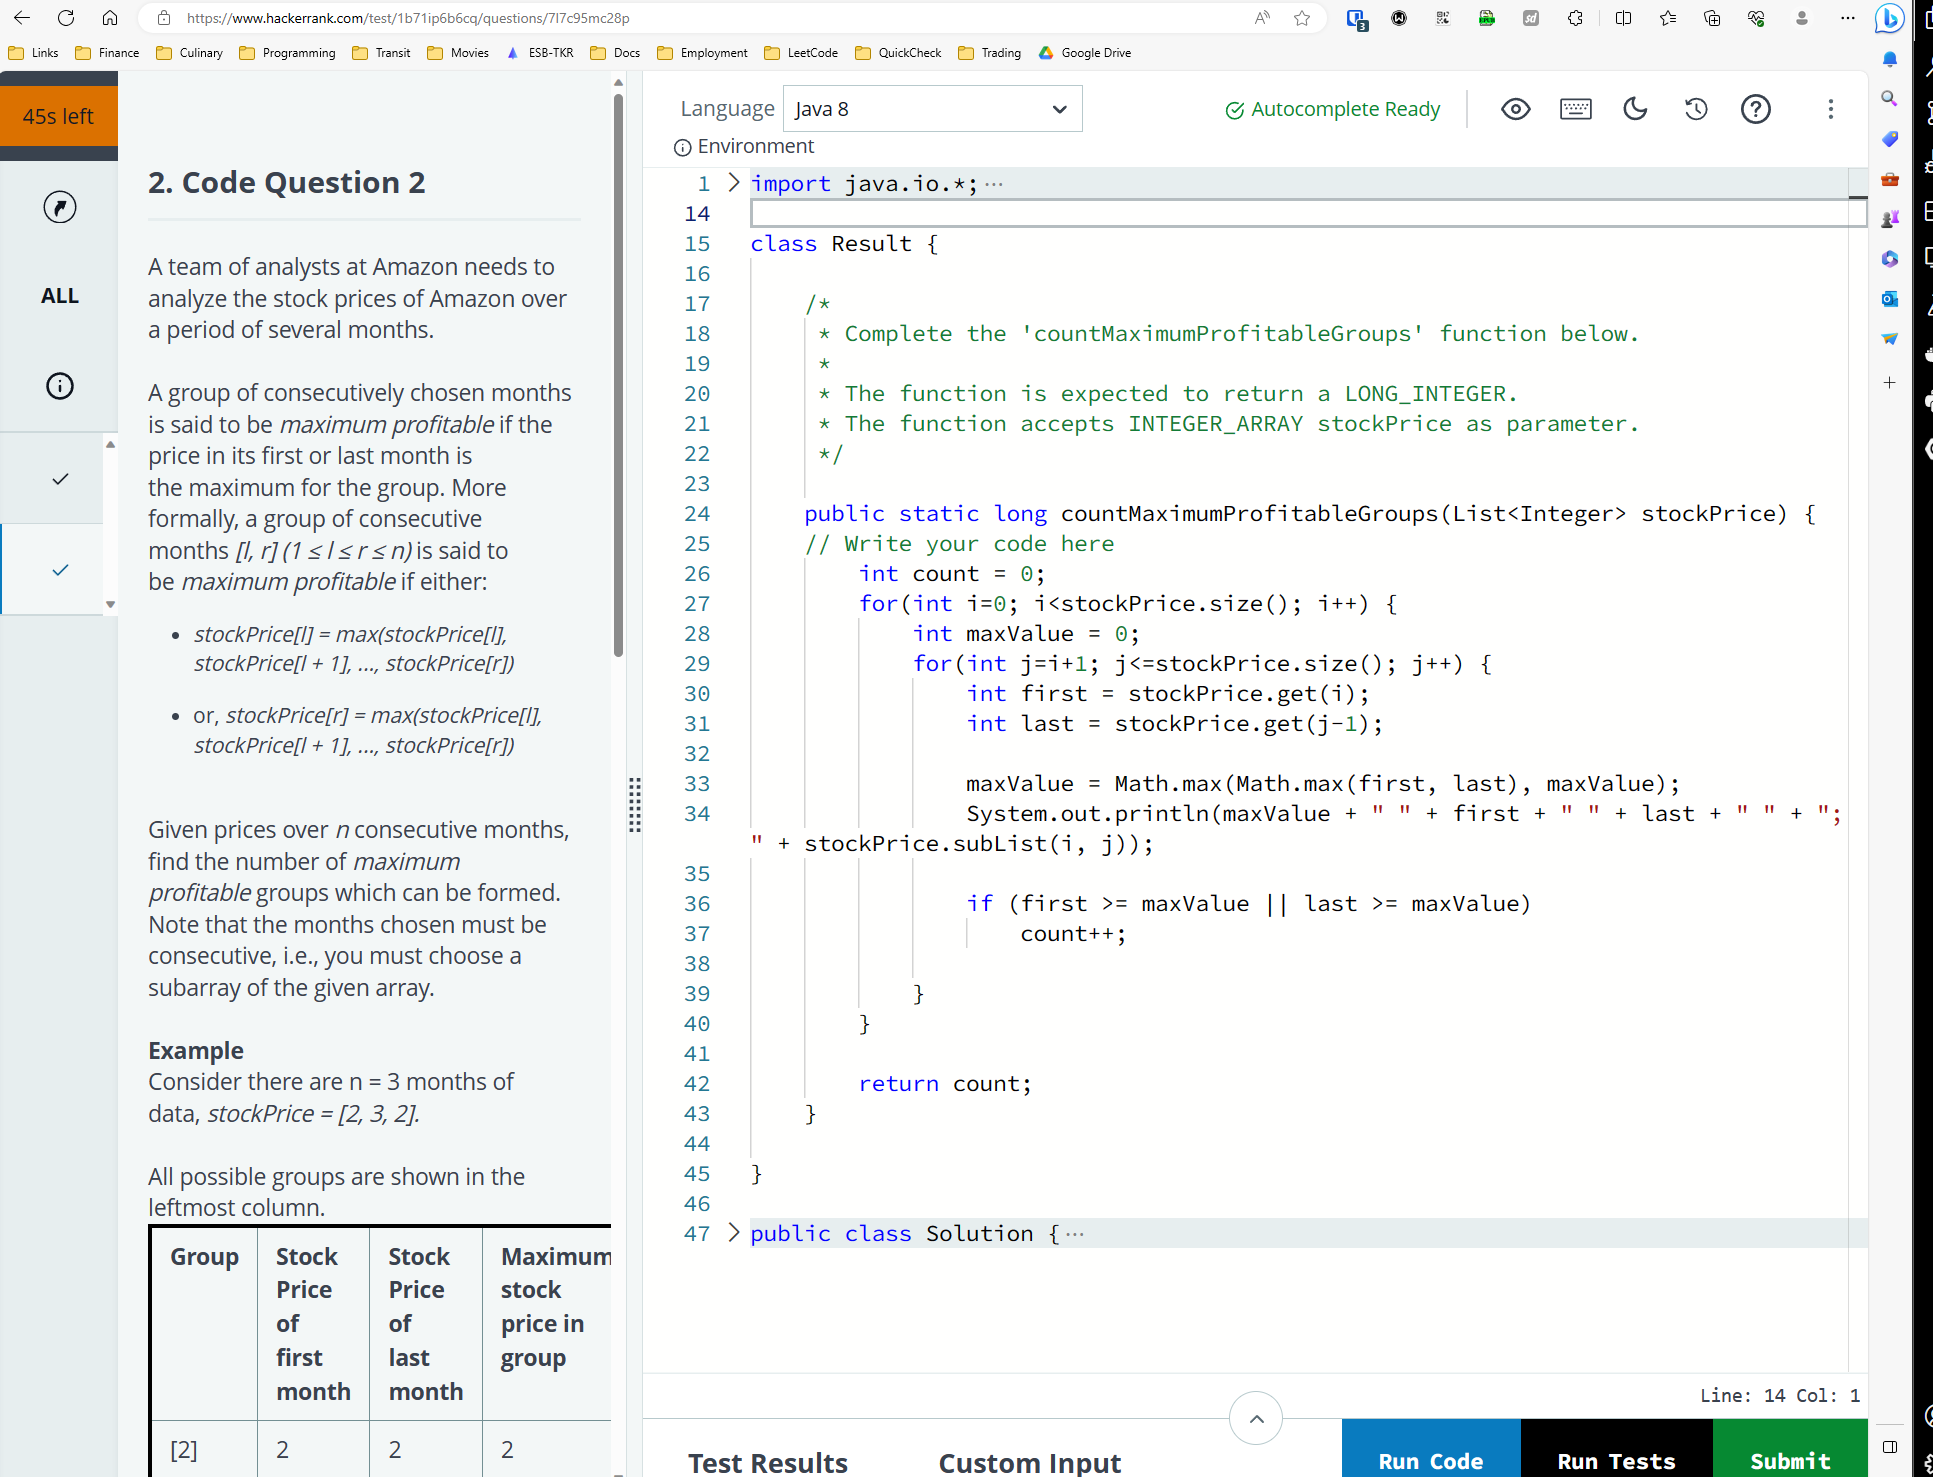 https://www.hackerrank.com/test/1b71ip6b6cq/questions/7l7c95mc28p
Links Finance Culinary Programming Transit Movies ESB-TKR Docs Employment LeetCode QuickCheck Trading Google Drive
45s left
ALL
2. Code Question 2
A team of analysts at Amazon needs to
analyze the stock prices of Amazon over
a period of several months.
A group of consecutively chosen months
is said to be maximum profitable if the
price in its first or last month is
the maximum for the group. More
formally, a group of consecutive
months [l, r] (1 ≤ l ≤ r ≤ n) is said to
be maximum profitable if either:
• stockPrice[l] = max(stockPrice[l],
stockPrice[l + 1], ..., stockPrice[r])
• or, stockPrice[r] = max(stockPrice[l],
stockPrice[l + 1], ..., stockPrice[r])
Given prices over n consecutive months,
find the number of maximum
profitable groups which can be formed.
Note that the months chosen must be
consecutive, i.e., you must choose a
subarray of the given array.
Example
Consider there are n = 3 months of
data, stockPrice = [2, 3, 2].
All possible groups are shown in the
leftmost column.
Group Stock Price of first month Stock Price of last month Maximum stock price in group
[2] 2 2 2
Language Java 8 Autocomplete Ready
Environment
1 import java.io.*;···
14
15 class Result {
16
17 /*
18 * Complete the 'countMaximumProfitableGroups' function below.
19 *
20 * The function is expected to return a LONG_INTEGER.
21 * The function accepts INTEGER_ARRAY stockPrice as parameter.
22 */
23
24 public static long countMaximumProfitableGroups(List<Integer> stockPrice) {
25 // Write your code here
26 int count = 0;
27 for(int i=0; i<stockPrice.size(); i++) {
28 int maxValue = 0;
29 for(int j=i+1; j<=stockPrice.size(); j++) {
30 int first = stockPrice.get(i);
31 int last = stockPrice.get(j-1);
32
33 maxValue = Math.max(Math.max(first, last), maxValue);
34 System.out.println(maxValue + " " + first + " " + last + " " + ";
" + stockPrice.subList(i, j));
35
36 if (first >= maxValue || last >= maxValue)
37 count++;
38
39 }
40 }
41
42 return count;
43 }
44
45 }
46
47 public class Solution {···
Line: 14 Col: 1
Test Results Custom Input Run Code Run Tests Submit